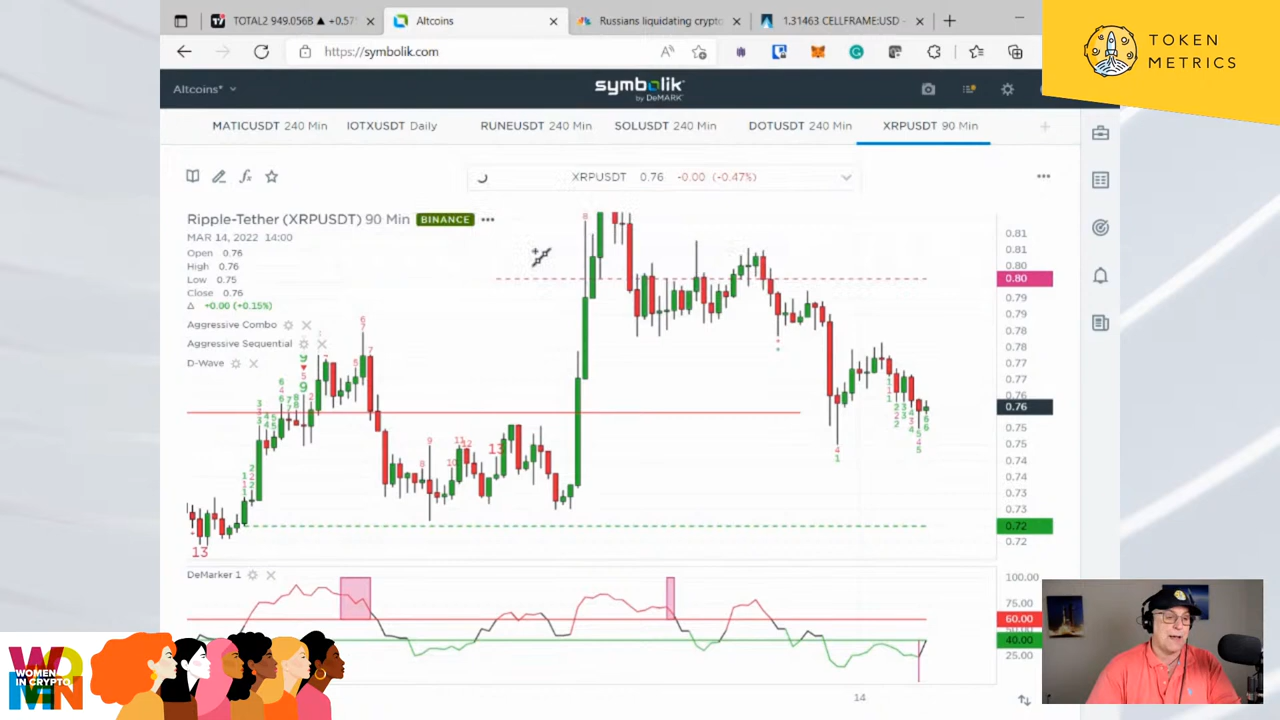 TOTAL2 949.056B ▲ +0.57
Altcoins
Russians liquidating crypto
1.31463 CELLFRAME:USD -
https://symbolik.com
TOKEN
METRICS
Altcoins*
symbolik
by DeMARK
MATICUSDT 240 Min
IOTXUSDT Daily
RUNEUSDT 240 Min
SOLUSDT 240 Min
DOTUSDT 240 Min
XRPUSDT 90 Min
XRPUSDT 0.76 -0.00 (-0.47%)
Ripple-Tether (XRPUSDT) 90 Min BINANCE
MAR 14, 2022 14:00
Open 0.76
High 0.76
Low 0.75
Close 0.76
Δ +0.00 (+0.15%)
Aggressive Combo
Aggressive Sequential
D-Wave
0.81
0.81
0.80
0.80
0.79
0.79
0.78
0.77
0.77
0.76
0.75
0.75
0.74
0.74
0.73
0.73
0.72
0.72
13
13
DeMarker 1
100.00
75.00
60.00
40.00
25.00
14
WOMEN
IN CRYPTO